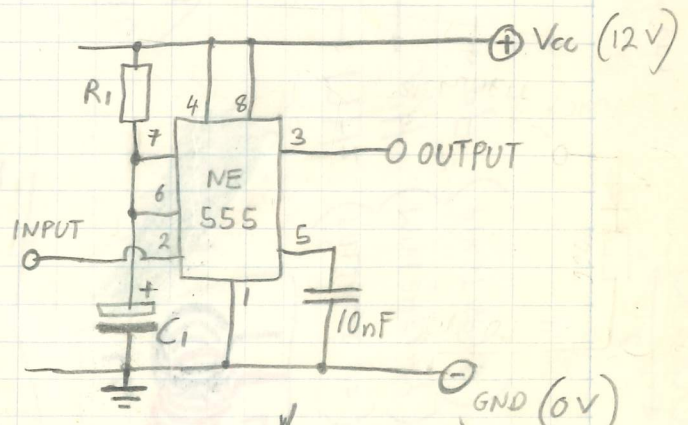 Vcc (12V)
R1
4 8
7
3
OUTPUT
NE
555
6
INPUT
2
5
+
1
C1
10nF
GND (0V)